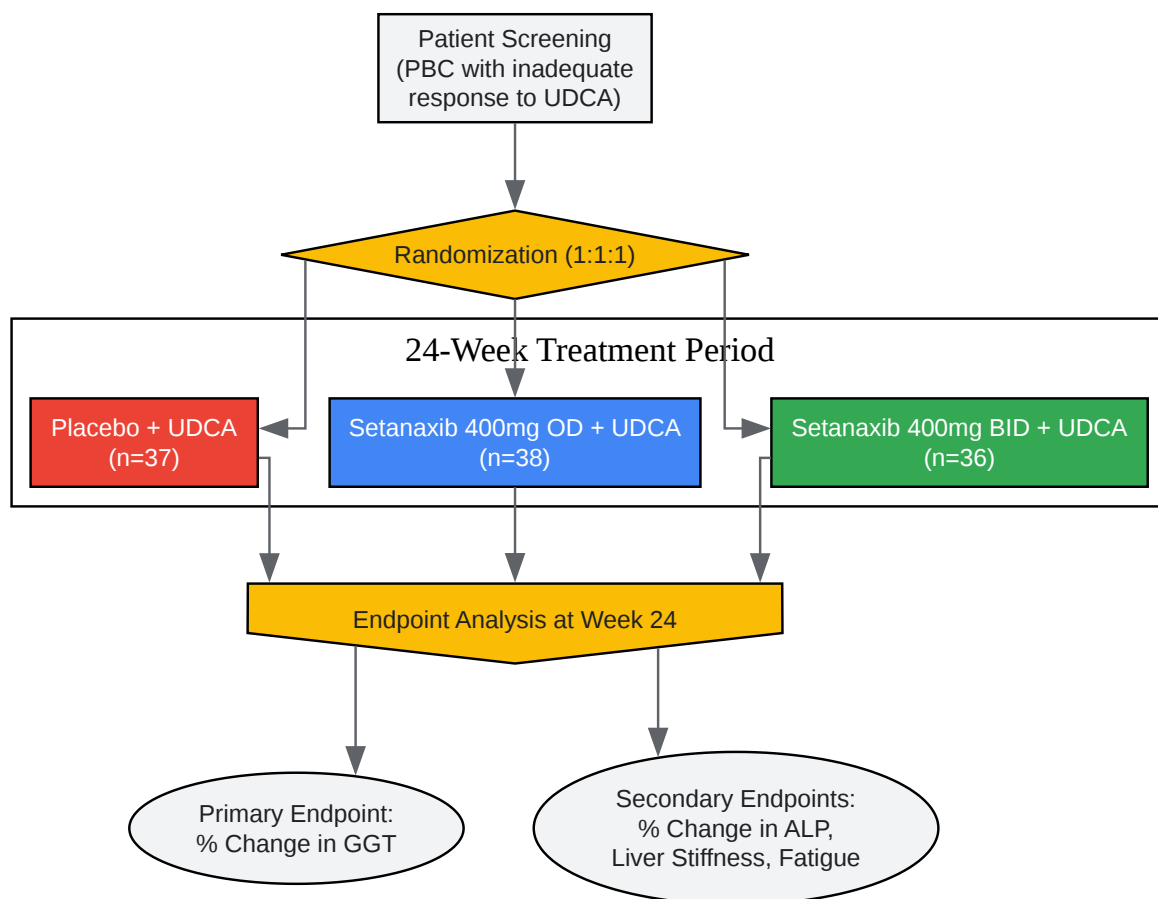 Patient Screening
(PBC with inadequate
response to UDCA)
Randomization (1:1:1)
24-Week Treatment Period
Placebo + UDCA
(n=37)
Setanaxib 400mg OD + UDCA
(n=38)
Setanaxib 400mg BID + UDCA
(n=36)
Endpoint Analysis at Week 24
Primary Endpoint:
% Change in GGT
Secondary Endpoints:
% Change in ALP,
Liver Stiffness, Fatigue